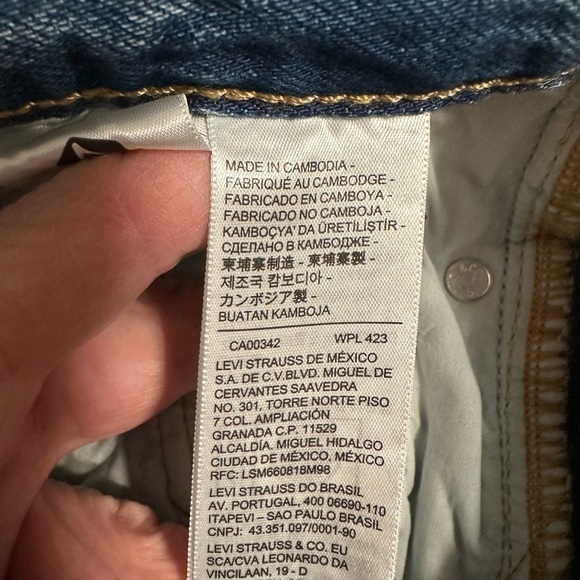 MADE IN CAMBODIA -
FABRIQUÉ AU CAMBODGE -
FABRICADO EN CAMBOYA -
FABRICADO NO CAMBOJA -
KAMBOÇYA' DA ÜRETİLİŞTİR -
СДЕЛАНО В КАМБОДЖЕ -
柬埔寨制造 - 柬埔寨製 -
제조국 캄보디아 -
カンボジア製 -
BUATAN KAMBOJA
CA00342 WPL 423
LEVI STRAUSS DE MÉXICO
S.A. DE C.V.BLVD. MIGUEL DE
CERVANTES SAAVEDRA
NO. 301, TORRE NORTE PISO
7 COL. AMPLIACIÓN
GRANADA C.P. 11529
ALCALDÍA. MIGUEL HIDALGO
CIUDAD DE MÉXICO, MÉXICO
RFC: LSM660818M98
LEVI STRAUSS DO BRASIL
AV. PORTUGAL, 400 06690-110
ITAPEVI – SAO PAULO BRASIL
CNPJ: 43.351.097/0001-90
LEVI STRAUSS & CO. EU
SCA/CVA LEONARDO DA
VINCILAAN, 19 - D